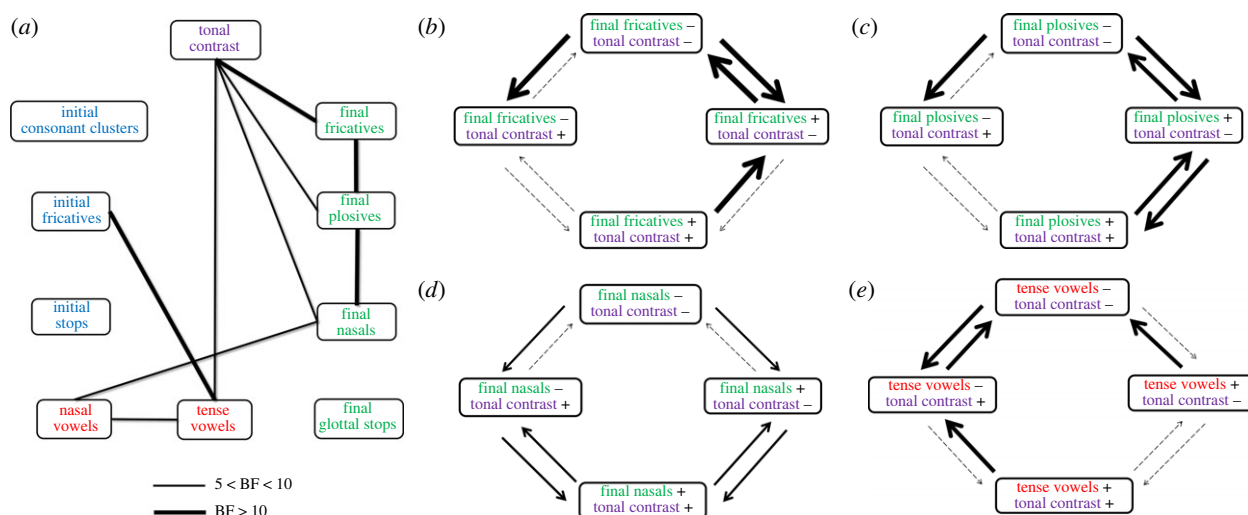 (a)
tonal
contrast
initial
consonant clusters
final
fricatives
initial
fricatives
final
plosives
initial
stops
final
nasals
nasal
vowels
tense
vowels
final
glottal stops
5 < BF < 10
BF > 10
(b)
final fricatives –
tonal contrast –
final fricatives –
tonal contrast +
final fricatives +
tonal contrast –
final fricatives +
tonal contrast +
(c)
final plosives –
tonal contrast –
final plosives –
tonal contrast +
final plosives +
tonal contrast –
final plosives +
tonal contrast +
(d)
final nasals –
tonal contrast –
final nasals –
tonal contrast +
final nasals +
tonal contrast –
final nasals +
tonal contrast +
(e)
tense vowels –
tonal contrast –
tense vowels –
tonal contrast +
tense vowels +
tonal contrast –
tense vowels +
tonal contrast +